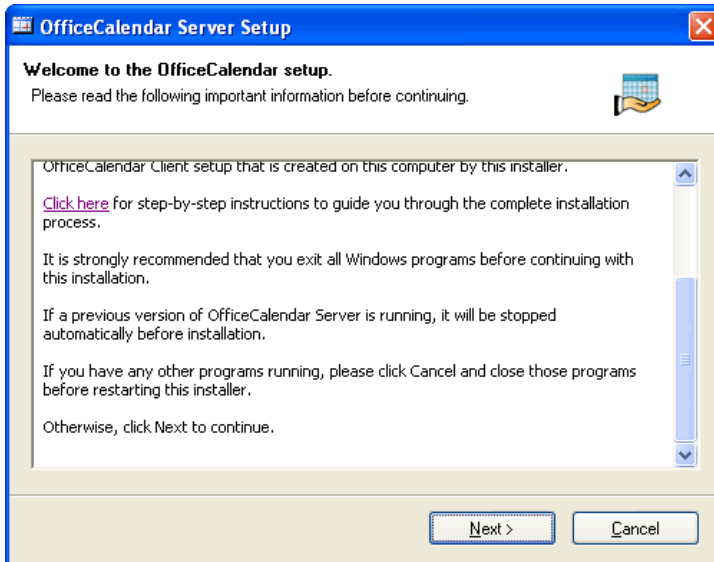 OfficeCalendar Server Setup
Welcome to the OfficeCalendar setup.
Please read the following important information before continuing.
OfficeCalendar Client setup that is created on this computer by this installer.
Click here for step-by-step instructions to guide you through the complete installation
process.
It is strongly recommended that you exit all Windows programs before continuing with
this installation.
If a previous version of OfficeCalendar Server is running, it will be stopped
automatically before installation.
If you have any other programs running, please click Cancel and close those programs
before restarting this installer.
Otherwise, click Next to continue.
Next >
Cancel